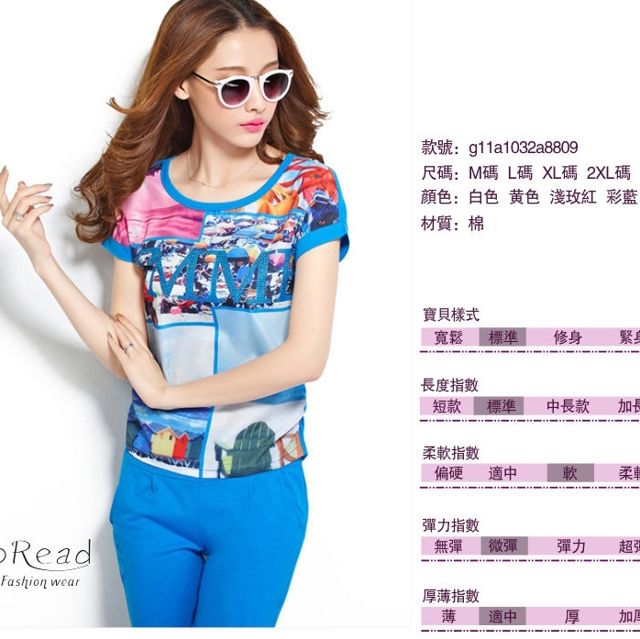 MM
oRead
Fashion wear
款號：g11a1032a8809
尺碼：M碼 L碼 XL碼 2XL碼
顔色：白色 黄色 淺玫紅 彩藍
材質：棉
寶貝樣式
寬鬆 標準 修身
長度指數
短款 標準 中長款
柔軟指數
偏硬 適中 軟
彈力指數
無彈 微彈 彈力
厚薄指數
薄 適中 厚